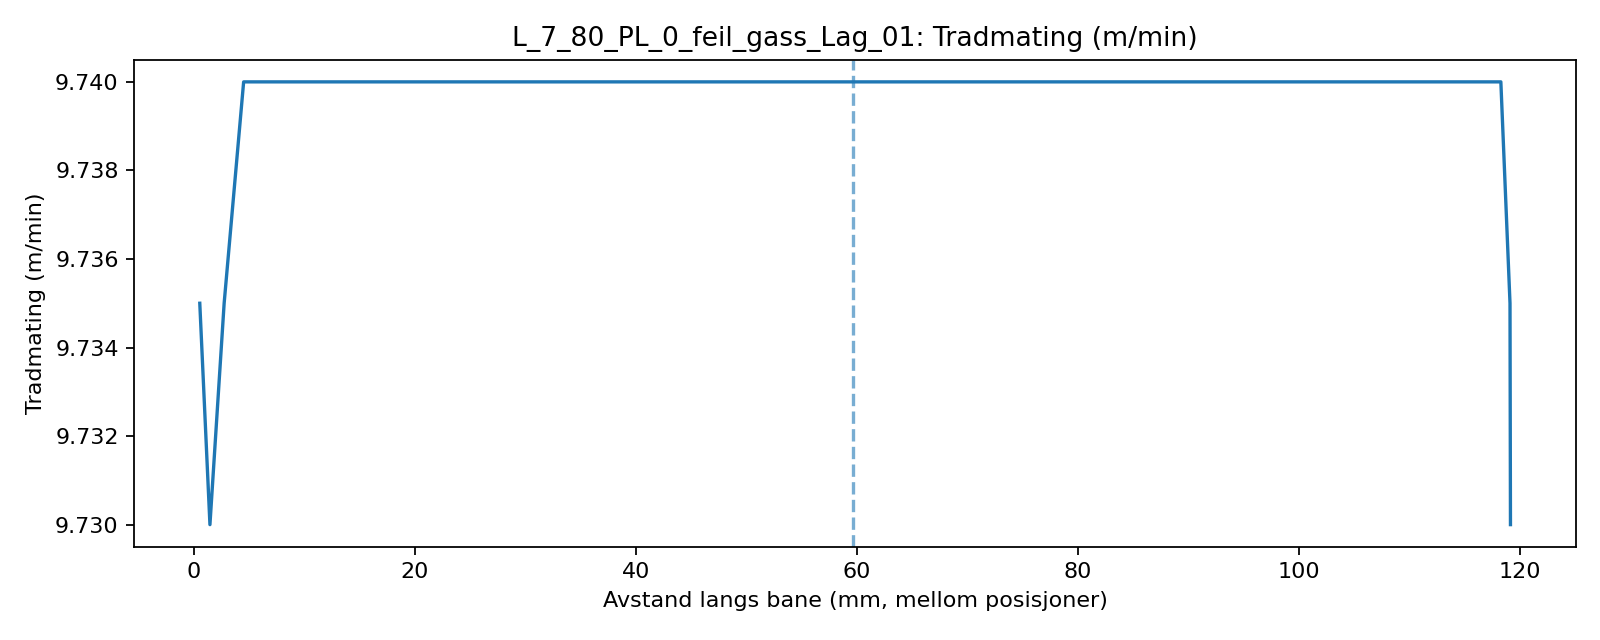 L_7_80_PL_0_feil_gass_Lag_01: Tradmating (m/min)
9.740
9.738
9.736
9.734
9.732
9.730
Tradmating (m/min)
0 20 40 60 80 100 120
Avstand langs bane (mm, mellom posisjoner)